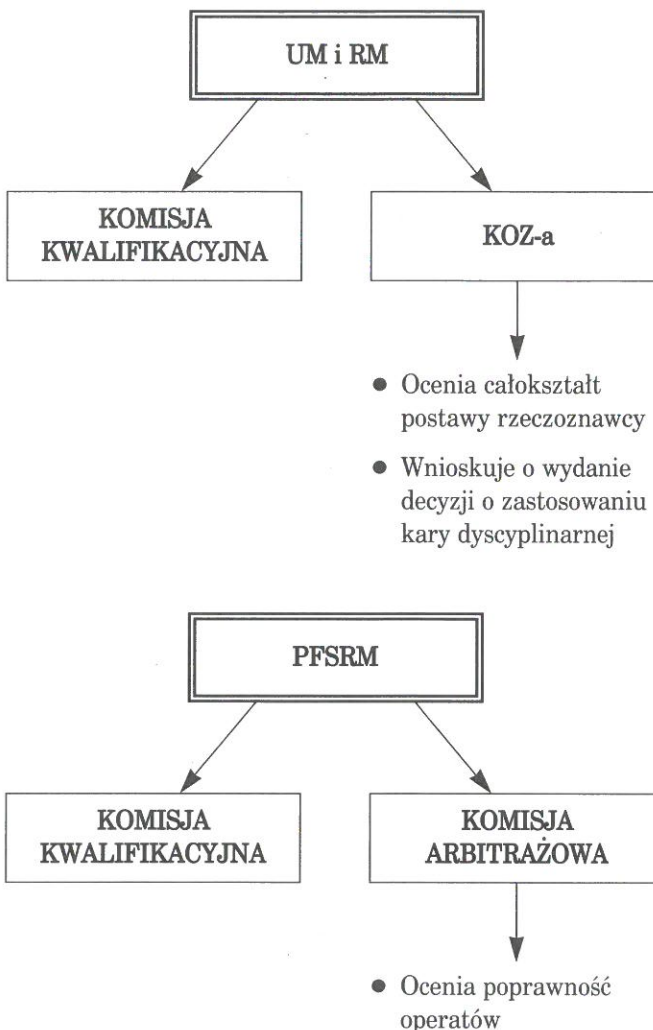 UM i RM
KOMISJA
KWALIFIKACYJNA
KOZ-a
● Ocenia całokształt
postawy rzeczoznawcy
● Wnioskuje o wydanie
decyzji o zastosowaniu
kary dyscyplinarnej
PFSRM
KOMISJA
KWALIFIKACYJNA
KOMISJA
ARBITRAŻOWA
● Ocenia poprawność
operatów